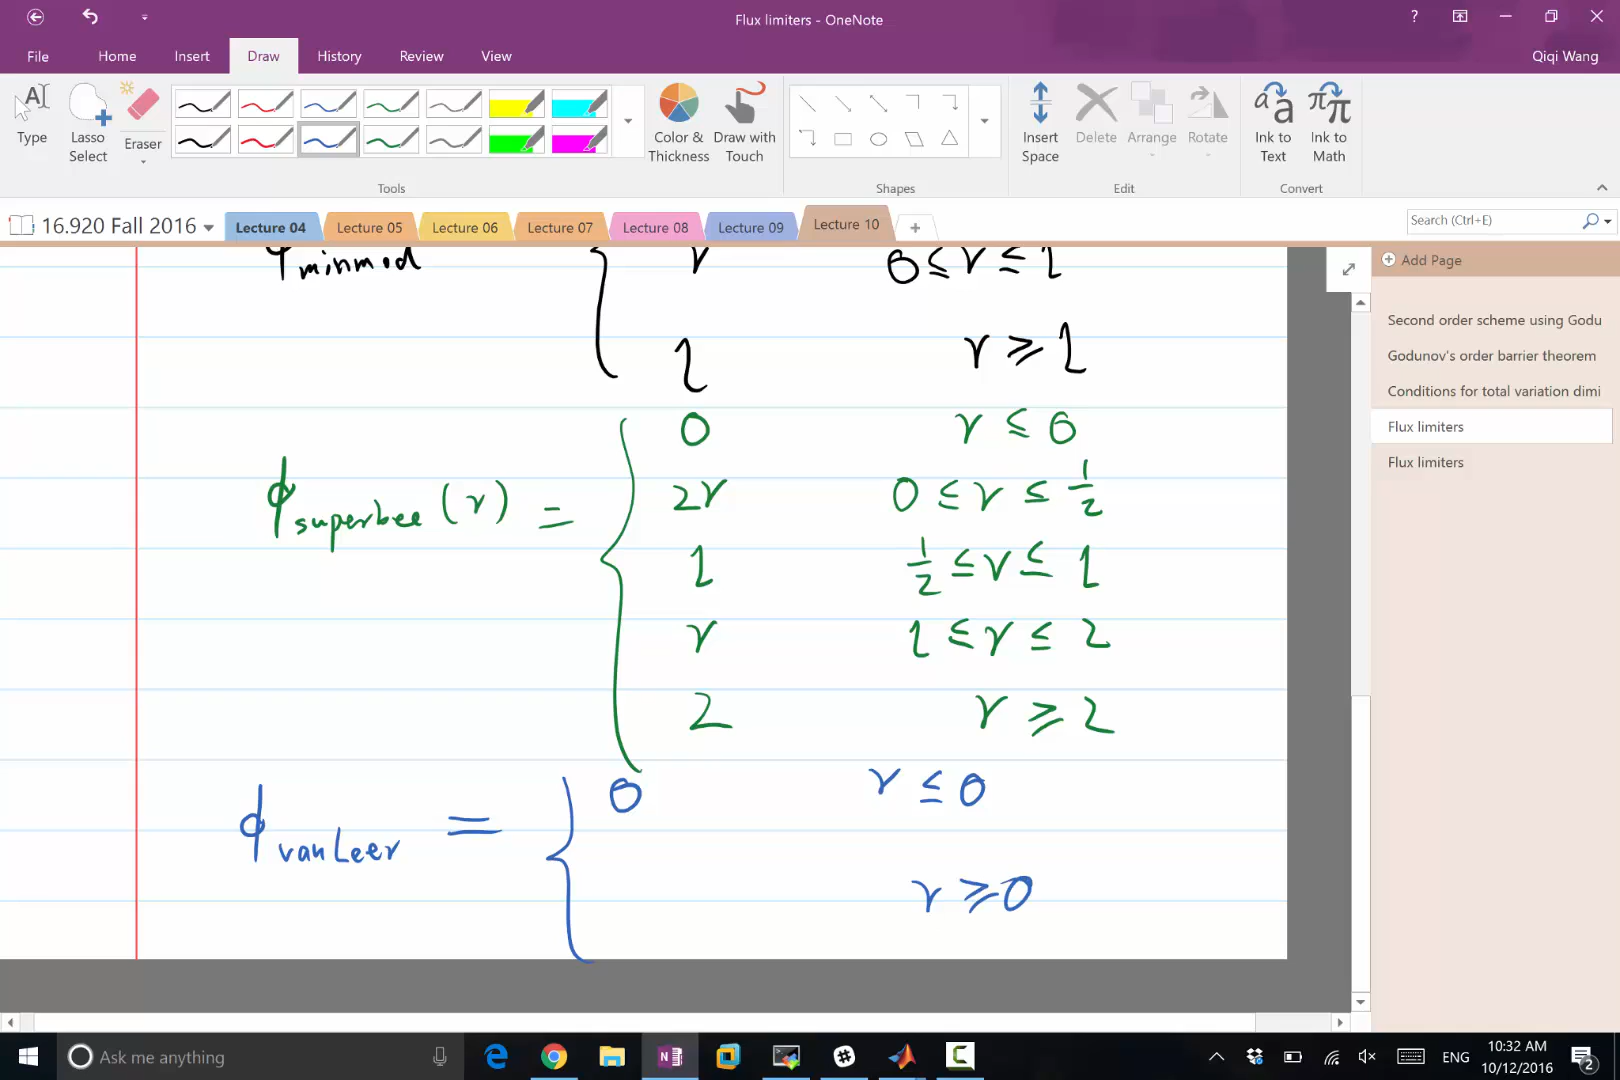 Flux limiters - OneNote
?
File Home Insert Draw History Review View Qiqi Wang
Type
Lasso Select
Eraser
Color & Thickness
Draw with Touch
Insert Space
Delete Arrange Rotate
Ink to Text
Ink to Math
Tools Shapes Edit Convert
16.920 Fall 2016 Lecture 04 Lecture 05 Lecture 06 Lecture 07 Lecture 08 Lecture 09 Lecture 10 +
Search (Ctrl+E)
Add Page
Second order scheme using Godu
Godunov's order barrier theorem
Conditions for total variation dimi
Flux limiters
Flux limiters
ϕ minmod { r 0 ≤ r ≤ 1
1 r ≥ 1
0 r ≤ 0
ϕ superbee (r) = { 2r 0 ≤ r ≤ 1/2
1 1/2 ≤ r ≤ 1
r 1 ≤ r ≤ 2
2 r ≥ 2
0 r ≤ 0
ϕ vanLeer = {
r ≥ 0
Ask me anything
ENG
10:32 AM
10/12/2016
2